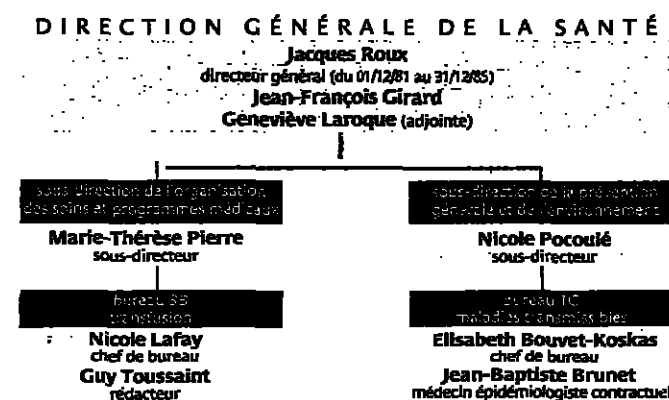 DIRECTION GÉNÉRALE DE LA SANTÉ
Jacques Roux
directeur général (du 01/12/81 au 31/12/85)
Jean-François Girard
Geneviève Laroque (adjointe)
sous-direction de l'organisation
des soins et programmes médicaux
Marie-Thérèse Pierre
sous-directeur
bureau
transfusion
Nicole Lafay
chef de bureau
Guy Toussaint
rédacteur
sous-direction de la prévention
générale et de l'environnement
Nicole Pocoulé
sous-directeur
bureau 1C
maladies transmissibles
Elisabeth Bouvet-Koskas
chef de bureau
Jean-Baptiste Brunet
médecin épidémiologiste contractuel